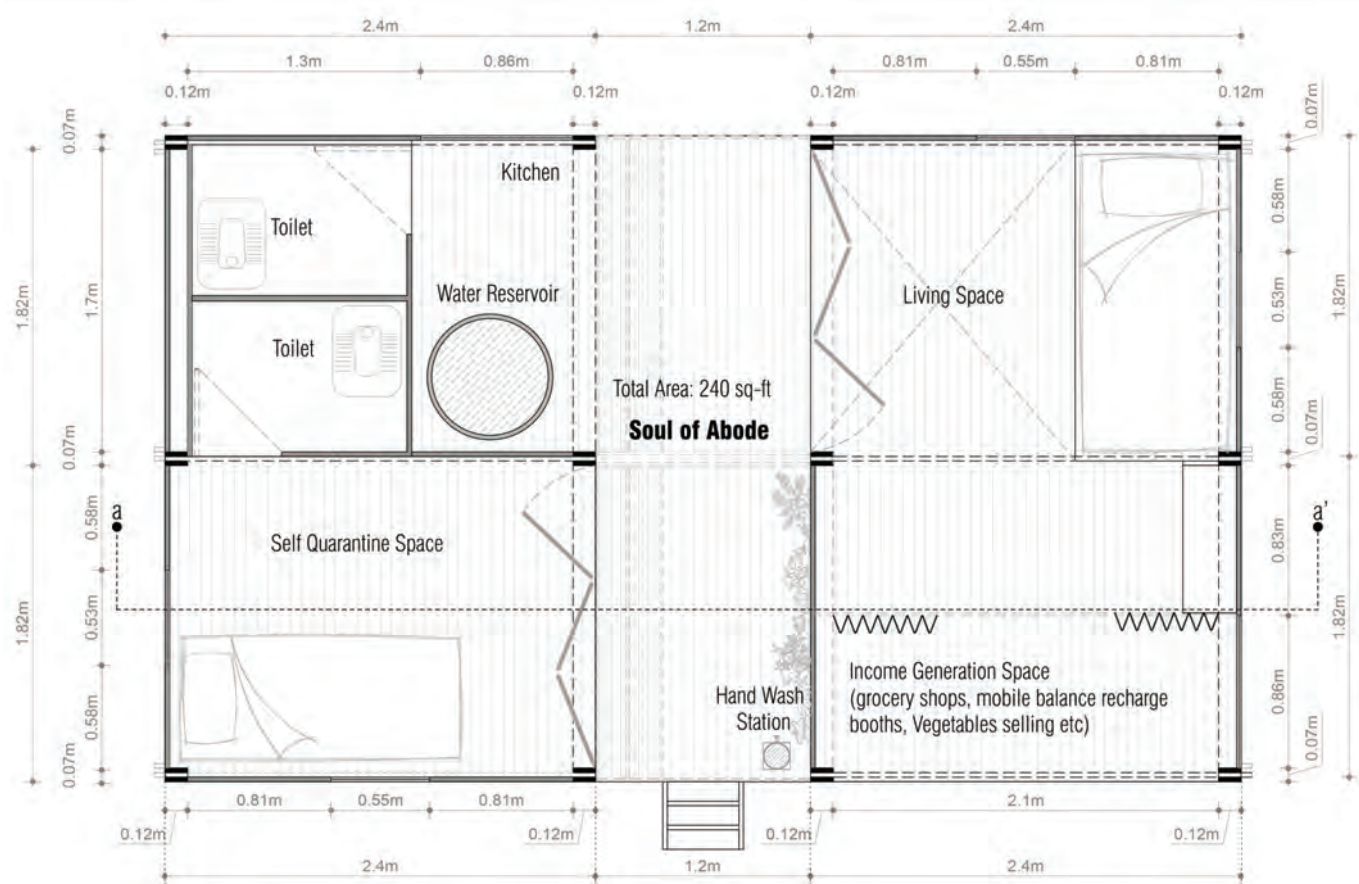 2.4m 1.2m 2.4m
1.3m 0.86m 0.81m 0.55m 0.81m
0.12m 0.12m 0.12m 0.12m
0.07m
1.82m
1.7m
0.07m
0.58m
0.53m
1.82m
0.58m
0.07m
0.07m
0.58m
0.53m
1.82m
0.58m
0.07m
0.83m
1.82m
0.86m
0.07m
Kitchen
Toilet
Water Reservoir
Toilet
Living Space
Total Area: 240 sq-ft
Soul of Abode
a
a'
Self Quarantine Space
Hand Wash
Station
Income Generation Space
(grocery shops, mobile balance recharge
booths, Vegetables selling etc)
0.81m 0.55m 0.81m 2.1m
0.12m 0.12m 0.12m 0.12m
2.4m 1.2m 2.4m